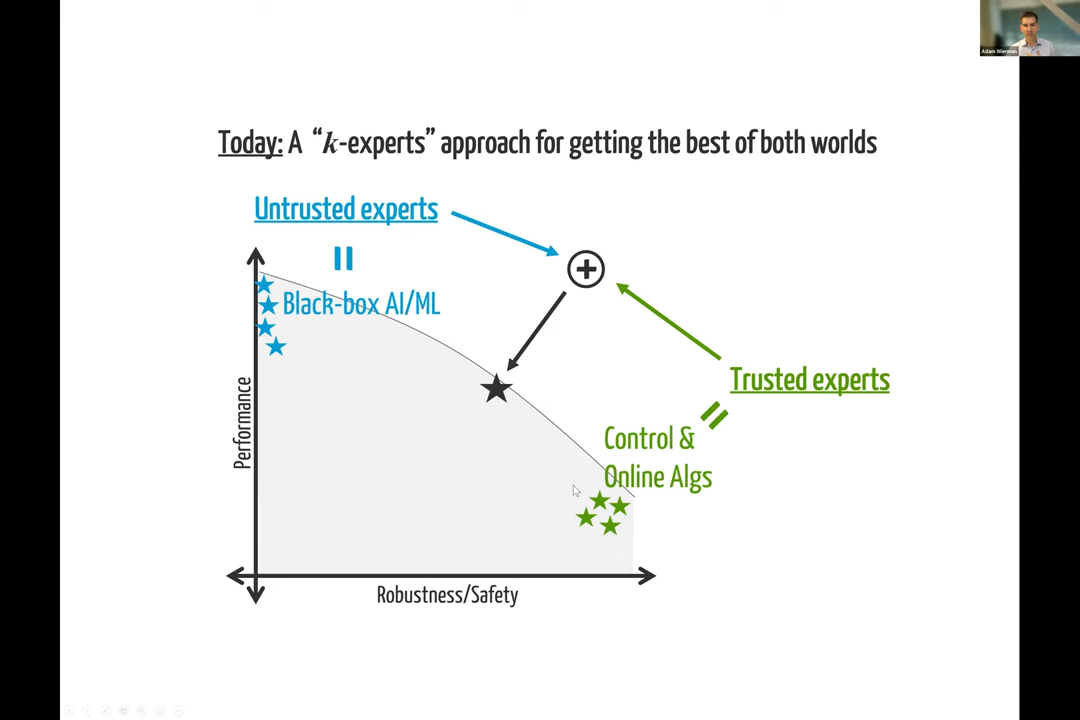 Adam Wierman
Today: A “k-experts” approach for getting the best of both worlds
Untrusted experts
Black-box AI/ML
Trusted experts
Control &
Online Algs
Performance
Robustness/Safety